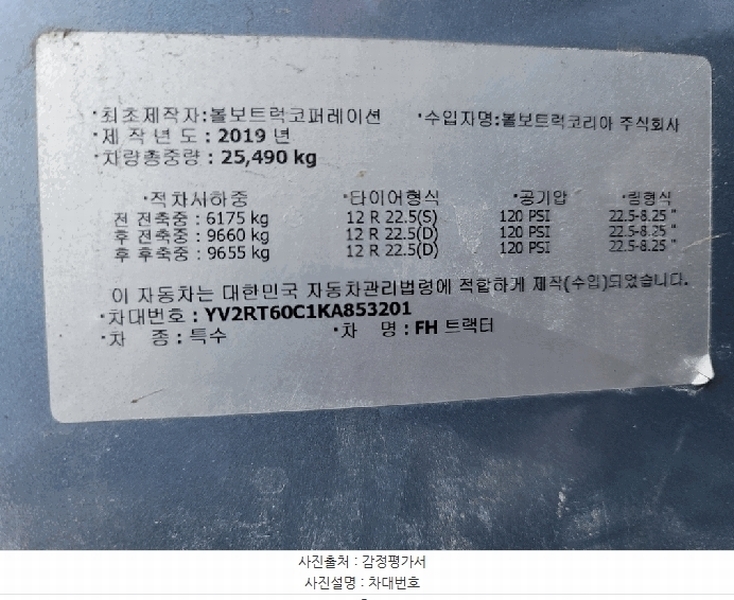 ·최초제작자:볼보트럭코퍼레이션 ·수입자명:볼보트럭코리아 주식회사
·제 작 년 도 : 2019 년
·차량총중량 : 25,490 kg
·적차시하중 ·타이어형식 ·공기압 ·림형식
전 전축중 : 6175 kg 12 R 22.5(S) 120 PSI 22.5-8.25 "
후 전축중 : 9660 kg 12 R 22.5(D) 120 PSI 22.5-8.25 "
후 후축중 : 9655 kg 12 R 22.5(D) 120 PSI 22.5-8.25 "
이 자동차는 대한민국 자동차관리법령에 적합하게 제작(수입)되었습니다.
·차대번호 : YV2RT60C1KA853201
·차 종 : 특수 ·차 명 : FH 트랙터
사진출처 : 감정평가서
사진설명 : 차대번호